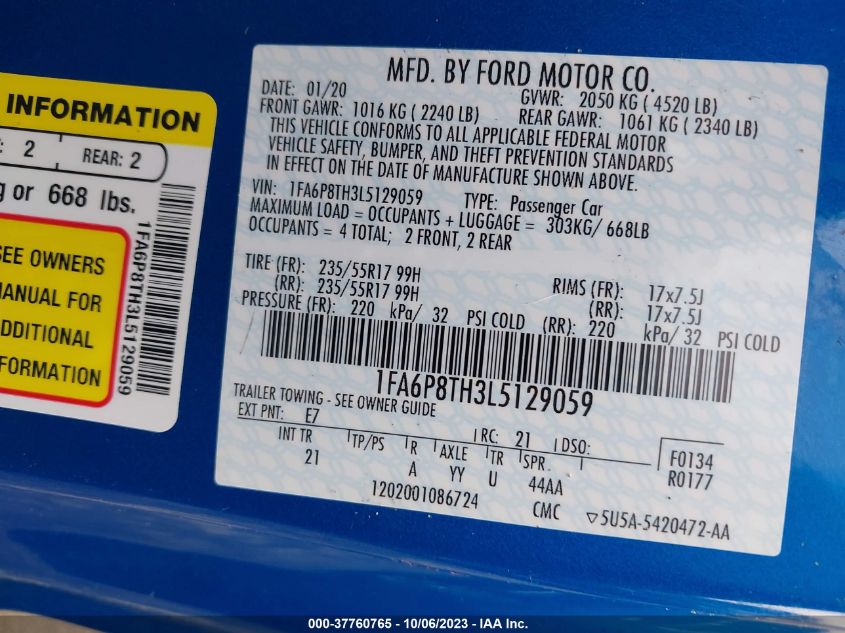 INFORMATION
2 REAR: 2
g or 668 lbs.
SEE OWNERS
MANUAL FOR
ADDITIONAL
INFORMATION
1FA6P8TH3L5129059
MFD. BY FORD MOTOR CO.
DATE: 01/20 GVWR: 2050 KG ( 4520 LB)
FRONT GAWR: 1016 KG ( 2240 LB) REAR GAWR: 1061 KG ( 2340 LB)
THIS VEHICLE CONFORMS TO ALL APPLICABLE FEDERAL MOTOR
VEHICLE SAFETY, BUMPER, AND THEFT PREVENTION STANDARDS
IN EFFECT ON THE DATE OF MANUFACTURE SHOWN ABOVE.
VIN: 1FA6P8TH3L5129059 TYPE: Passenger Car
MAXIMUM LOAD = OCCUPANTS + LUGGAGE = 303KG/ 668LB
OCCUPANTS = 4 TOTAL; 2 FRONT, 2 REAR
TIRE (FR): 235/55R17 99H RIMS (FR): 17x7.5J
(RR): 235/55R17 99H (RR): 17x7.5J
PRESSURE (FR): 220 kPa/ 32 PSI COLD (RR): 220 kPa/ 32 PSI COLD
1FA6P8TH3L5129059
TRAILER TOWING - SEE OWNER GUIDE
EXT PNT: E7 RC: 21 DSO:
INT TR TP/PS R AXLE TR SPR
21 A YY U 44AA
F0134
R0177
1202001086724 CMC ▽5U5A-5420472-AA
000-37760765 - 10/06/2023 - IAA Inc.